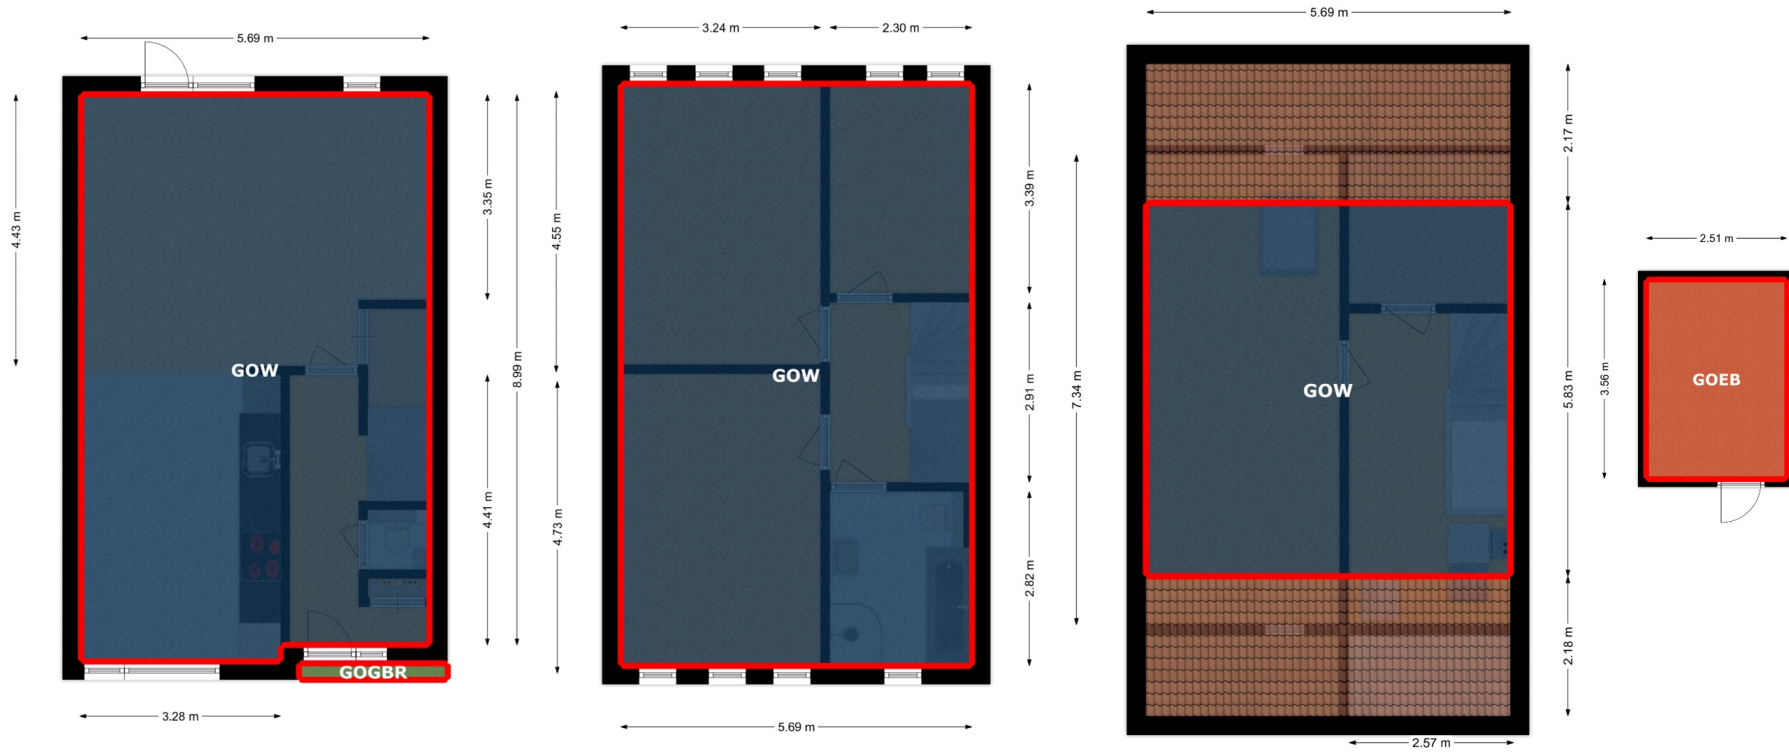 5.69 m
4.43 m
3.35 m
8.99 m
4.41 m
GOW
GOGBR
3.28 m
3.24 m
2.30 m
4.55 m
4.73 m
GOW
3.39 m
2.91 m
2.82 m
5.69 m
5.69 m
7.34 m
GOW
2.17 m
5.83 m
2.18 m
2.57 m
2.51 m
3.56 m
GOEB